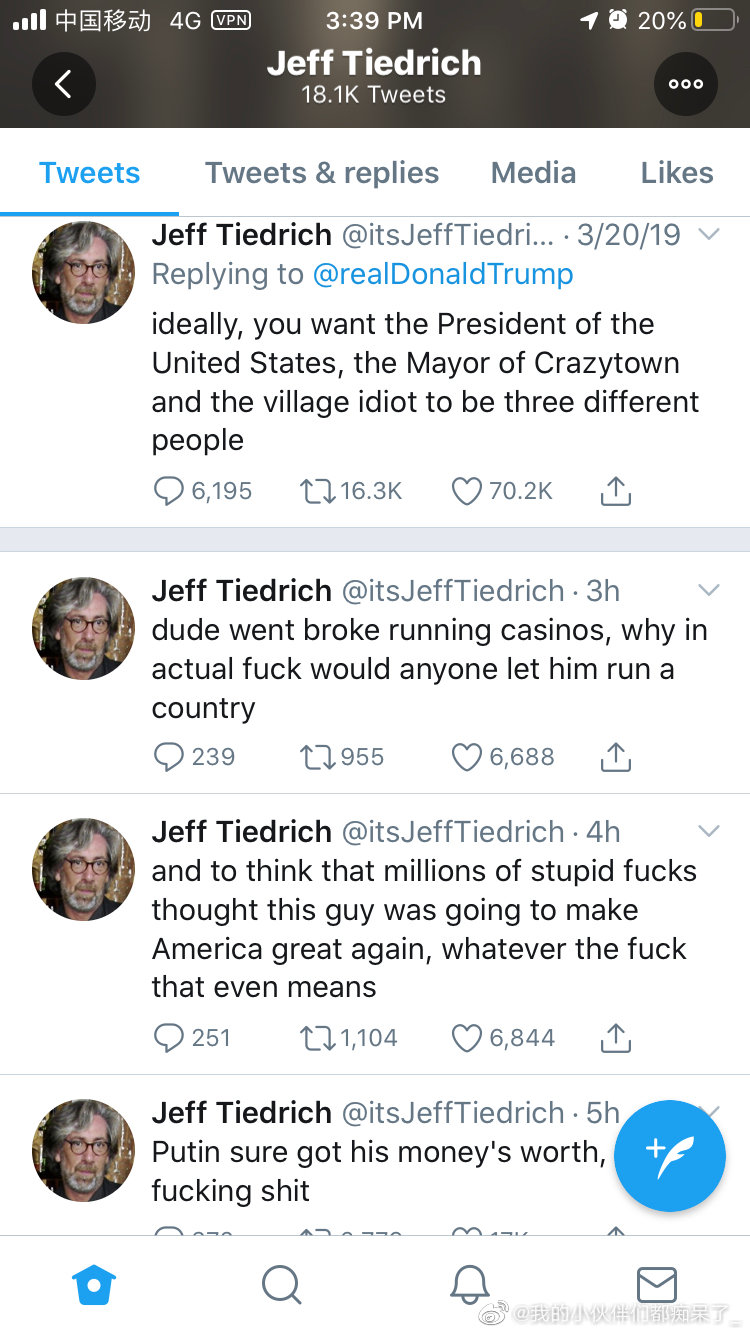 中国移动 4G VPN 3:39 PM 20%
Jeff Tiedrich
18.1K Tweets
Tweets Tweets & replies Media Likes
Jeff Tiedrich @itsJeffTiedri... · 3/20/19
Replying to @realDonaldTrump
ideally, you want the President of the
United States, the Mayor of Crazytown
and the village idiot to be three different
people
6,195 16.3K 70.2K
Jeff Tiedrich @itsJeffTiedrich · 3h
dude went broke running casinos, why in
actual fuck would anyone let him run a
country
239 955 6,688
Jeff Tiedrich @itsJeffTiedrich · 4h
and to think that millions of stupid fucks
thought this guy was going to make
America great again, whatever the fuck
that even means
251 1,104 6,844
Jeff Tiedrich @itsJeffTiedrich · 5h
Putin sure got his money's worth,
fucking shit
@我的小伙伴们都痴呆了_